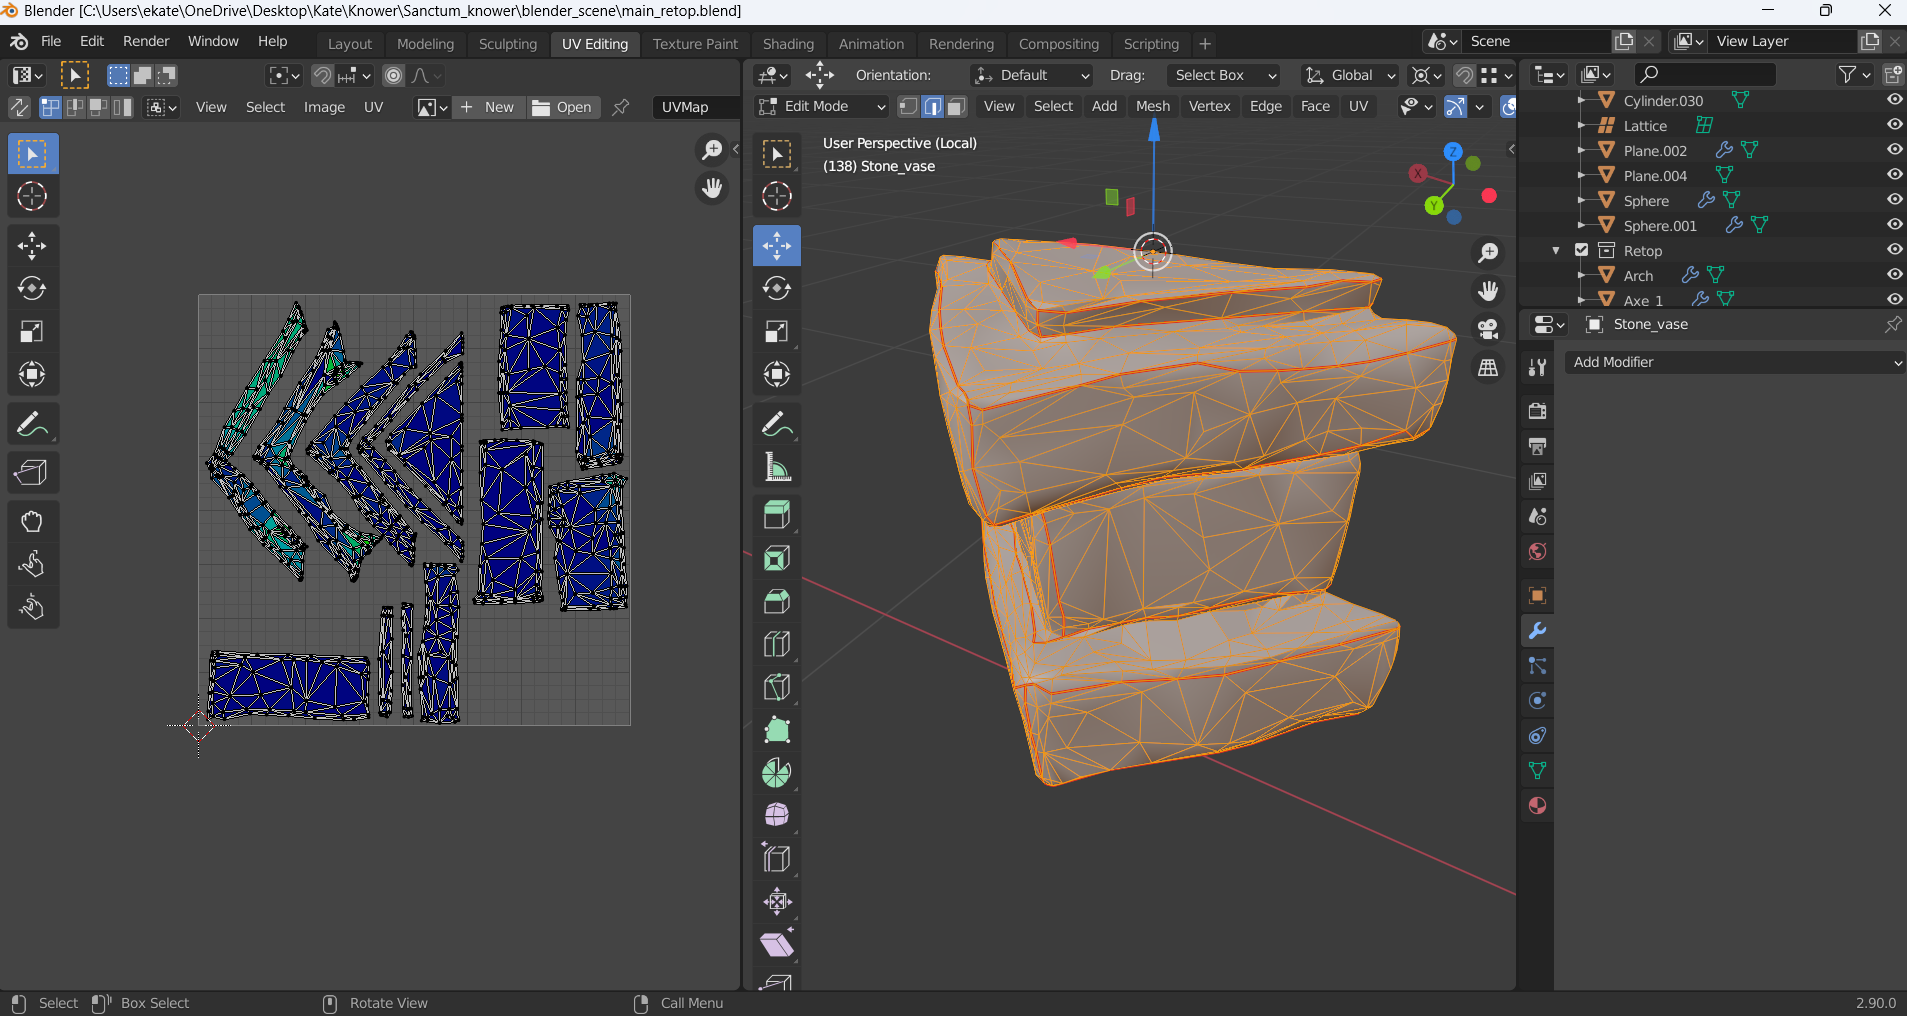 Blender [C:\Users\ekate\OneDrive\Desktop\Kate\Knower\Sanctum_knower\blender_scene\main_retop.blend]
File Edit Render Window Help Layout Modeling Sculpting UV Editing Texture Paint Shading Animation Rendering Compositing Scripting + Scene View Layer
Orientation: Default Drag: Select Box Global
View Select Image UV + New Open UVMap Edit Mode View Select Add Mesh Vertex Edge Face UV
User Perspective (Local)
(138) Stone_vase
Z
X
Y
Cylinder.030
Lattice
Plane.002
Plane.004
Sphere
Sphere.001
Retop
Arch
Axe_1
Stone_vase
Add Modifier
Select Box Select Rotate View Call Menu 2.90.0